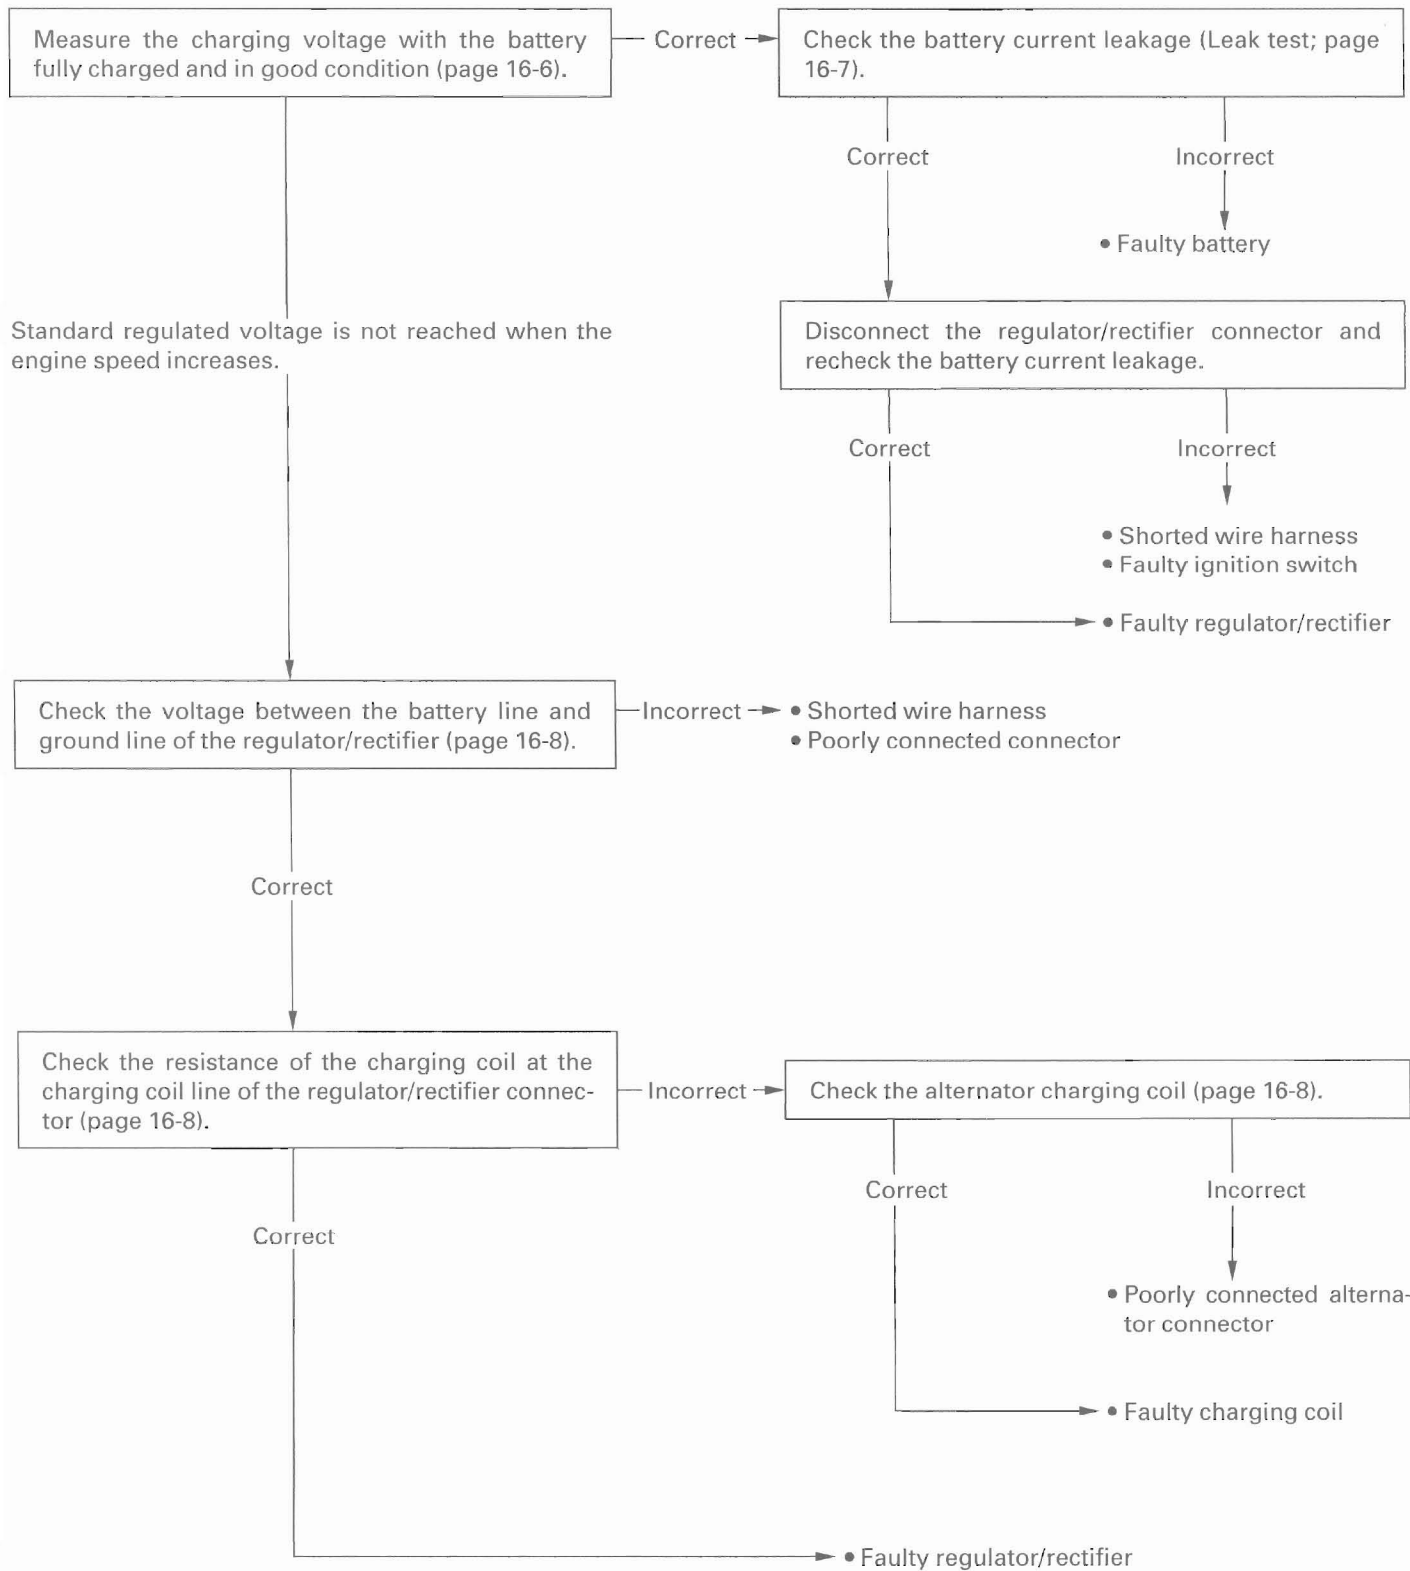 Measure the charging voltage with the battery
fully charged and in good condition (page 16-6).
Correct
Check the battery current leakage (Leak test; page
16-7).
Correct
Incorrect
• Faulty battery
Standard regulated voltage is not reached when the
engine speed increases.
Disconnect the regulator/rectifier connector and
recheck the battery current leakage.
Correct
Incorrect
• Shorted wire harness
• Faulty ignition switch
• Faulty regulator/rectifier
Check the voltage between the battery line and
ground line of the regulator/rectifier (page 16-8).
Incorrect
• Shorted wire harness
• Poorly connected connector
Correct
Check the resistance of the charging coil at the
charging coil line of the regulator/rectifier connec-
tor (page 16-8).
Incorrect
Check the alternator charging coil (page 16-8).
Correct
Incorrect
Correct
• Poorly connected alterna-
tor connector
• Faulty charging coil
• Faulty regulator/rectifier